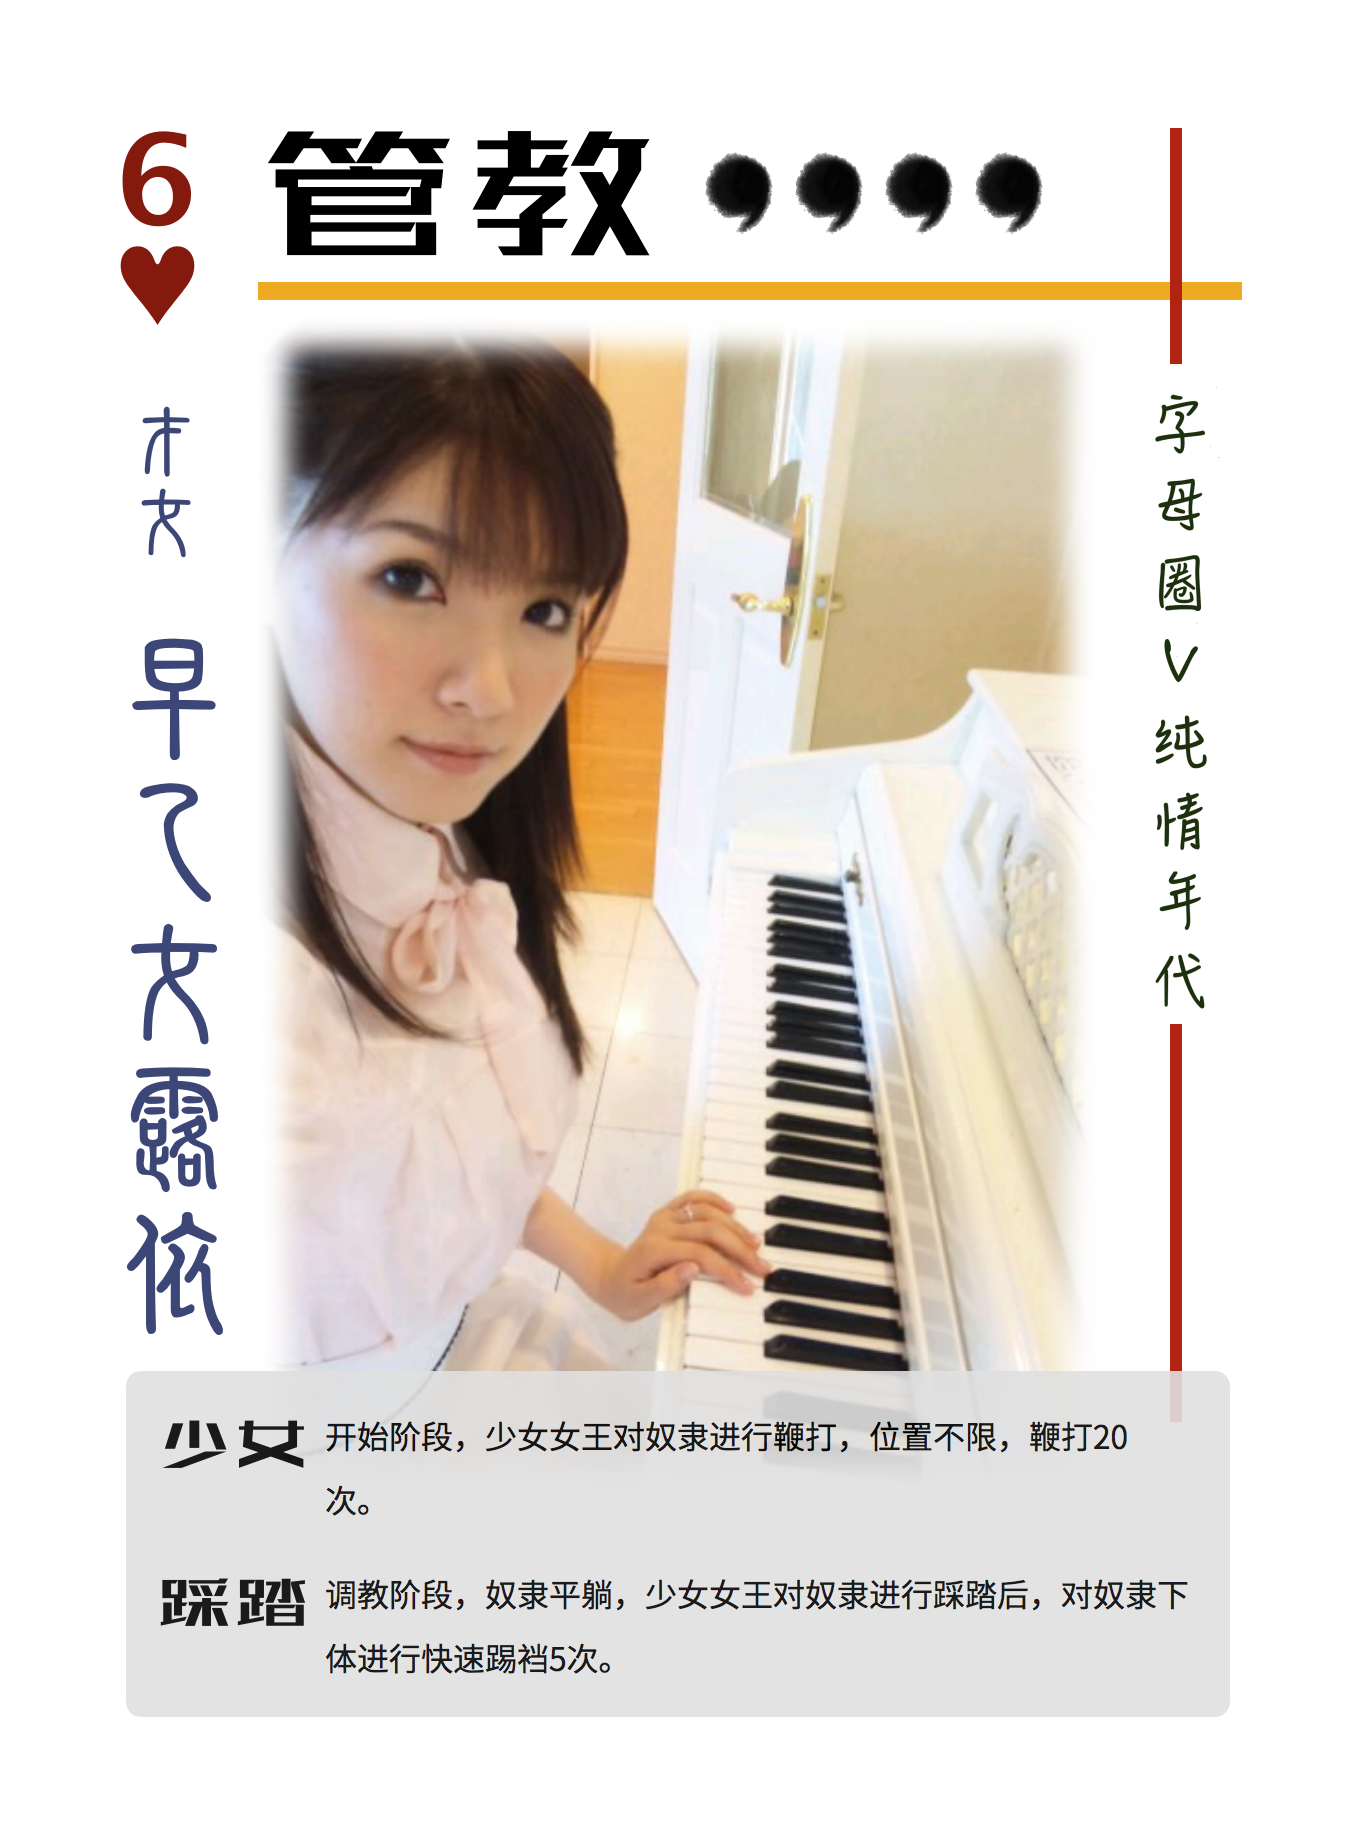 6
管教
才女 早乙女露依
字母圈V纯情年代
少女 开始阶段，少女女王对奴隶进行鞭打，位置不限，鞭打20
次。
踩踏 调教阶段，奴隶平躺，少女女王对奴隶进行踩踏后，对奴隶下
体进行快速踢裆5次。